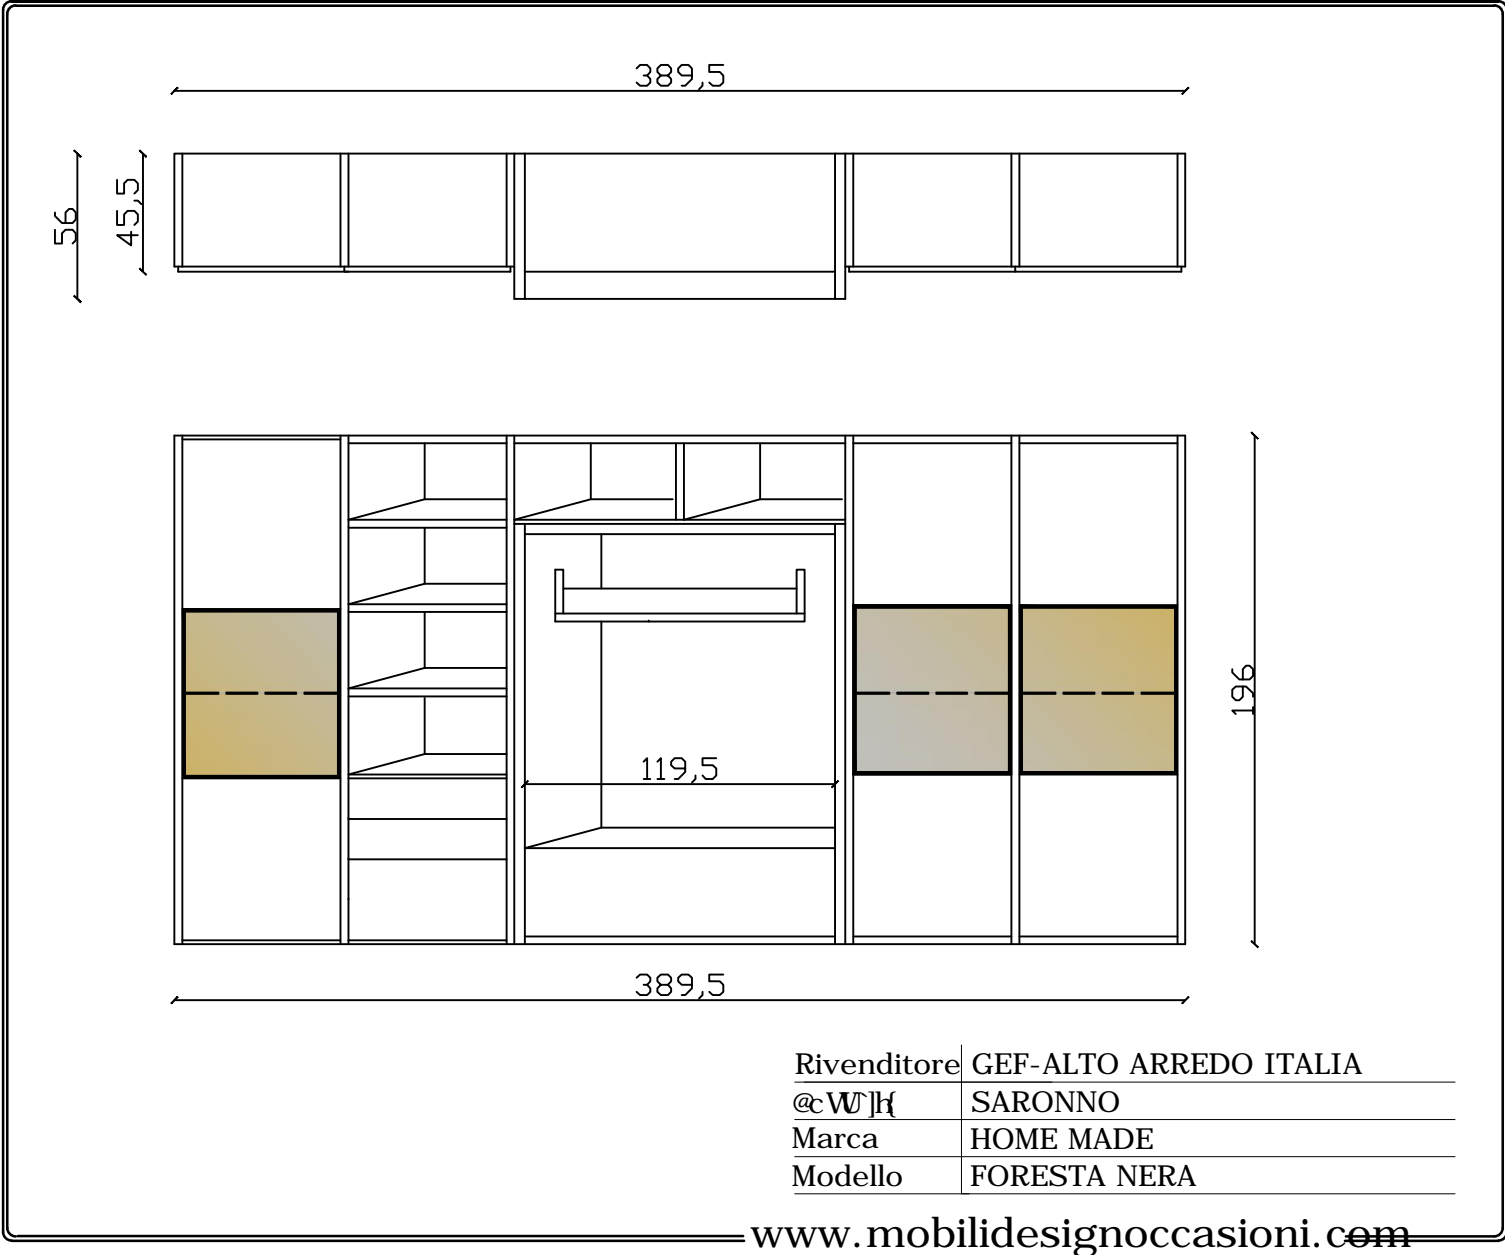 389,5
56
45,5
119,5
196
389,5
Rivenditore GEF-ALTO ARREDO ITALIA
SARONNO
Marca HOME MADE
Modello FORESTA NERA
www.mobilidesignoccasioni.com